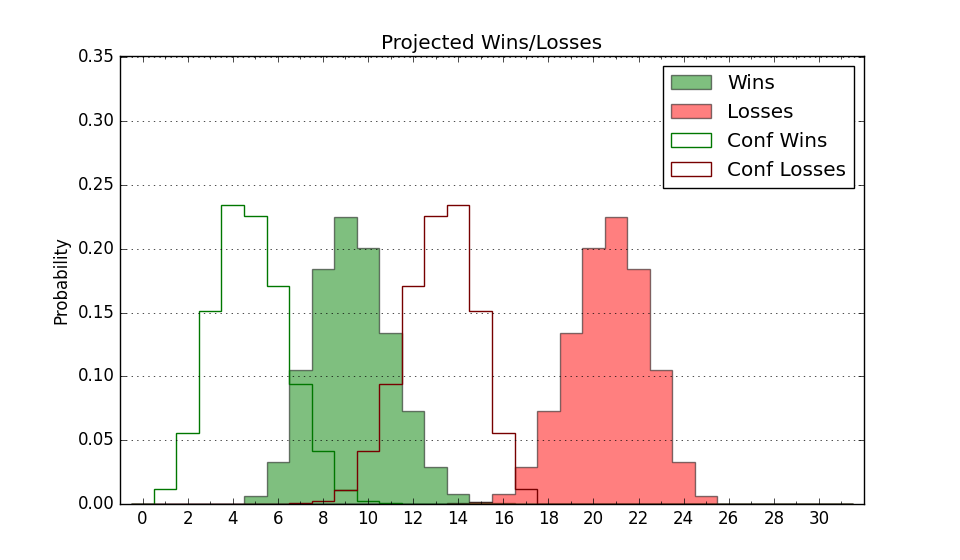 Projected Wins/Losses
0.35
0.30
0.25
0.20
0.15
0.10
0.05
0.00
Probability
Wins
Losses
Conf Wins
Conf Losses
0 2 4 6 8 10 12 14 16 18 20 22 24 26 28 30